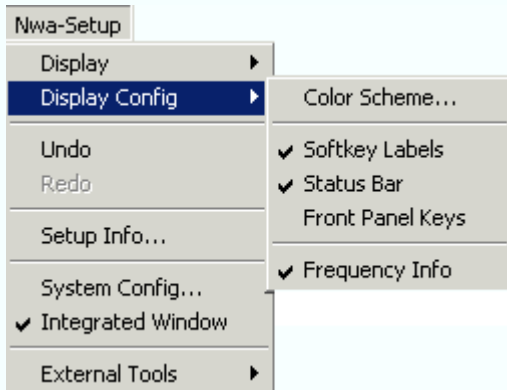 Nwa-Setup
Display
Display Config
Undo
Redo
Setup Info...
System Config...
Integrated Window
External Tools
Color Scheme...
Softkey Labels
Status Bar
Front Panel Keys
Frequency Info